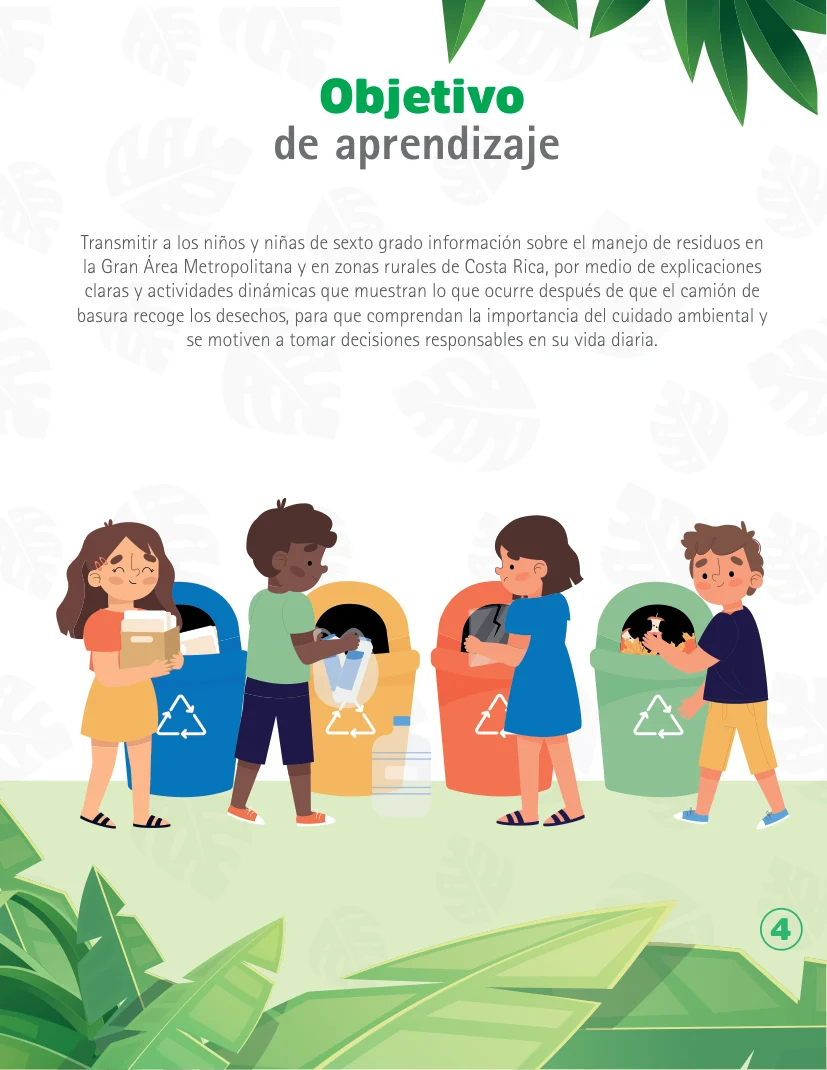 Objetivo
de aprendizaje
Transmitir a los niños y niñas de sexto grado información sobre el manejo de residuos en
la Gran Área Metropolitana y en zonas rurales de Costa Rica, por medio de explicaciones
claras y actividades dinámicas que muestran lo que ocurre después de que el camión de
basura recoge los desechos, para que comprendan la importancia del cuidado ambiental y
se motiven a tomar decisiones responsables en su vida diaria.
4